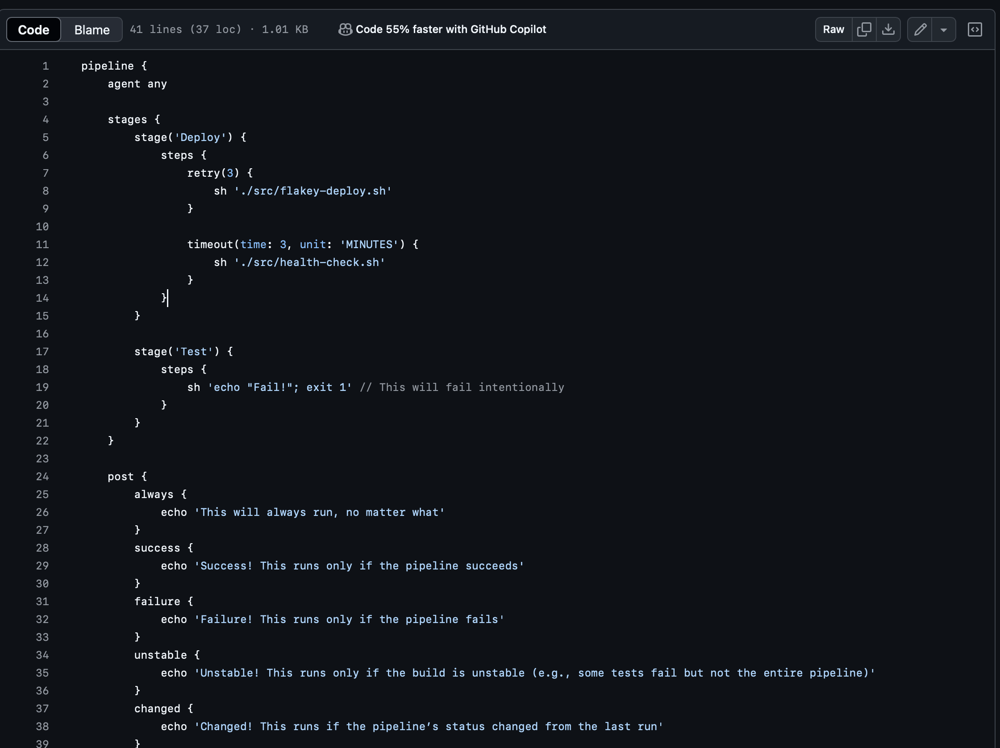 Code Blame 41 lines (37 loc) · 1.01 KB Code 55% faster with GitHub Copilot Raw
1 pipeline {
2 agent any
3
4 stages {
5 stage('Deploy') {
6 steps {
7 retry(3) {
8 sh './src/flakey-deploy.sh'
9 }
10
11 timeout(time: 3, unit: 'MINUTES') {
12 sh './src/health-check.sh'
13 }
14 }
15 }
16
17 stage('Test') {
18 steps {
19 sh 'echo "Fail!"; exit 1' // This will fail intentionally
20 }
21 }
22 }
23
24 post {
25 always {
26 echo 'This will always run, no matter what'
27 }
28 success {
29 echo 'Success! This runs only if the pipeline succeeds'
30 }
31 failure {
32 echo 'Failure! This runs only if the pipeline fails'
33 }
34 unstable {
35 echo 'Unstable! This runs only if the build is unstable (e.g., some tests fail but not the entire pipeline)'
36 }
37 changed {
38 echo 'Changed! This runs if the pipeline’s status changed from the last run'
39 }